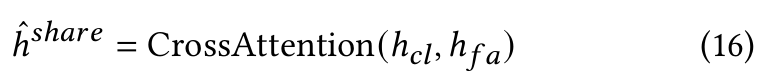 ĥ^{share} = CrossAttention(h_{cl}, h_{fa}) (16)